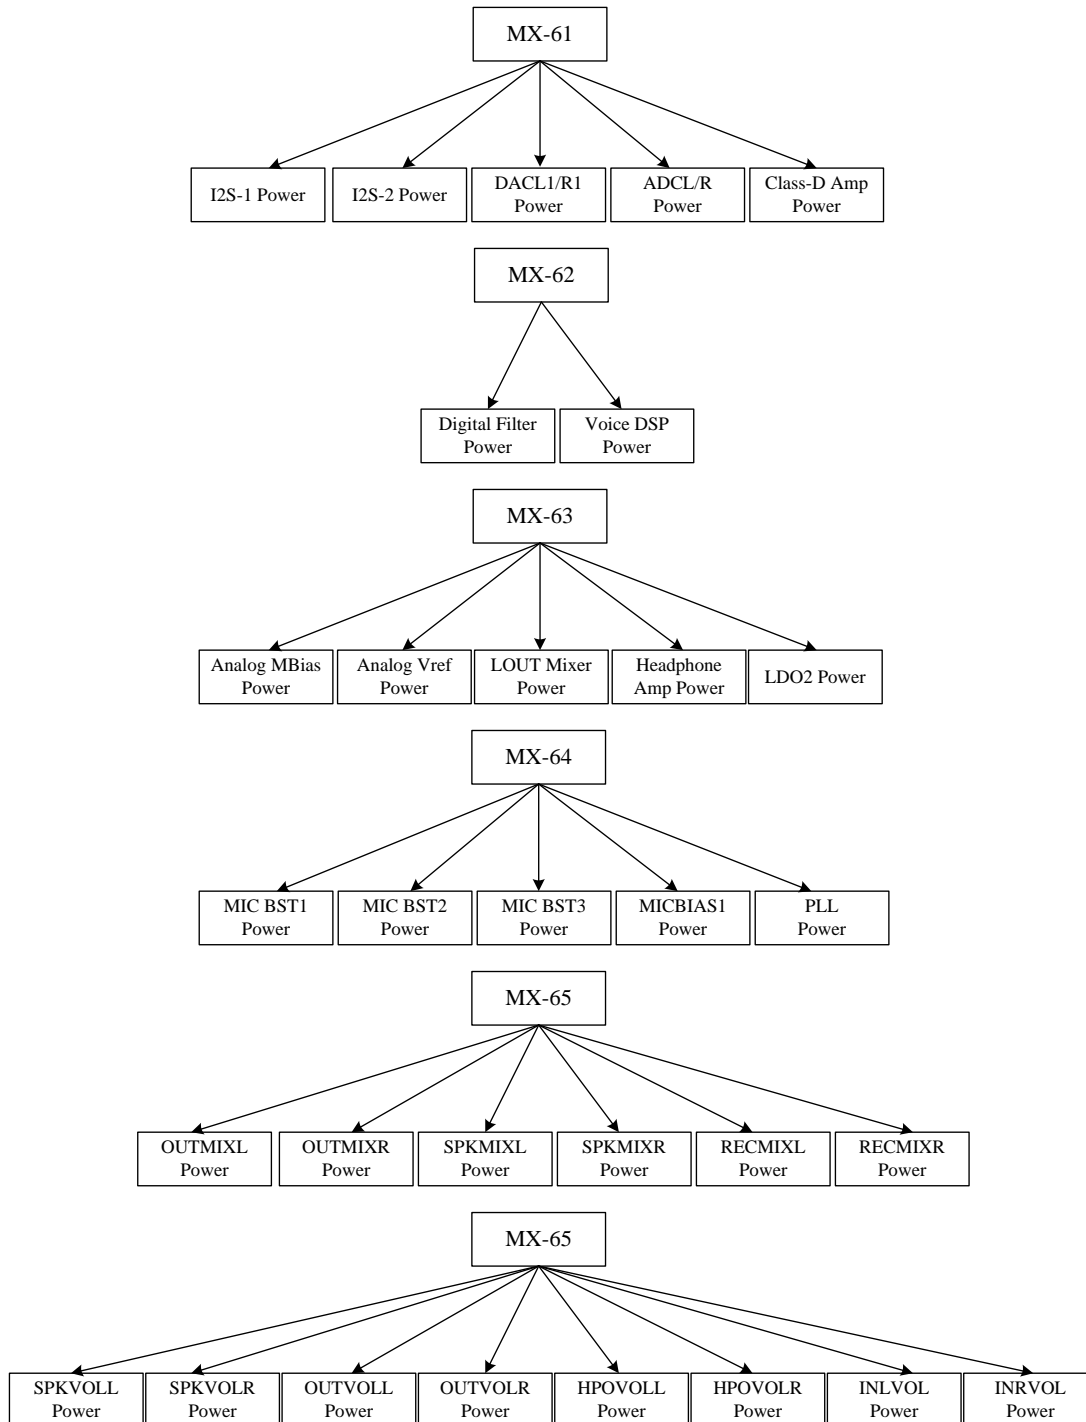 MX-61
I2S-1 Power
I2S-2 Power
DACL1/R1
Power
ADCL/R
Power
Class-D Amp
Power
MX-62
Digital Filter
Power
Voice DSP
Power
MX-63
Analog MBias
Power
Analog Vref
Power
LOUT Mixer
Power
Headphone
Amp Power
LDO2 Power
MX-64
MIC BST1
Power
MIC BST2
Power
MIC BST3
Power
MICBIAS1
Power
PLL
Power
MX-65
OUTMIXL
Power
OUTMIXR
Power
SPKMIXL
Power
SPKMIXR
Power
RECMIXL
Power
RECMIXR
Power
MX-65
SPKVOLL
Power
SPKVOLR
Power
OUTVOLL
Power
OUTVOLR
Power
HPOVOLL
Power
HPOVOLR
Power
INLVOL
Power
INRVOL
Power